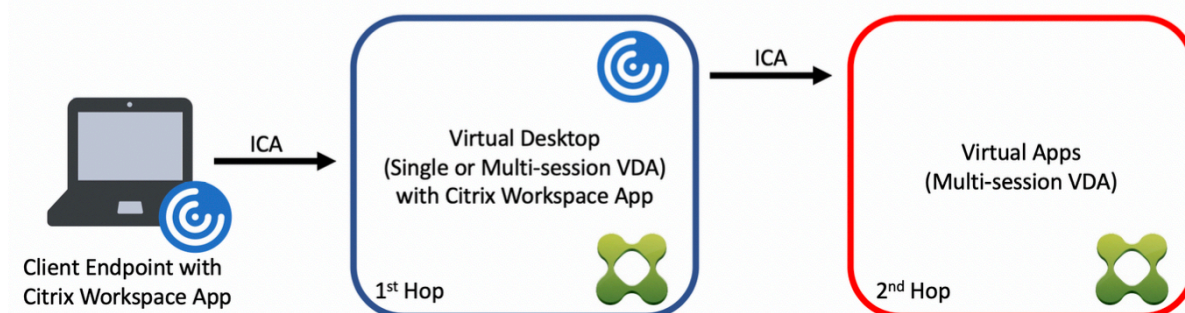 ICA
Client Endpoint with
Citrix Workspace App
Virtual Desktop
(Single or Multi-session VDA)
with Citrix Workspace App
1st Hop
ICA
Virtual Apps
(Multi-session VDA)
2nd Hop